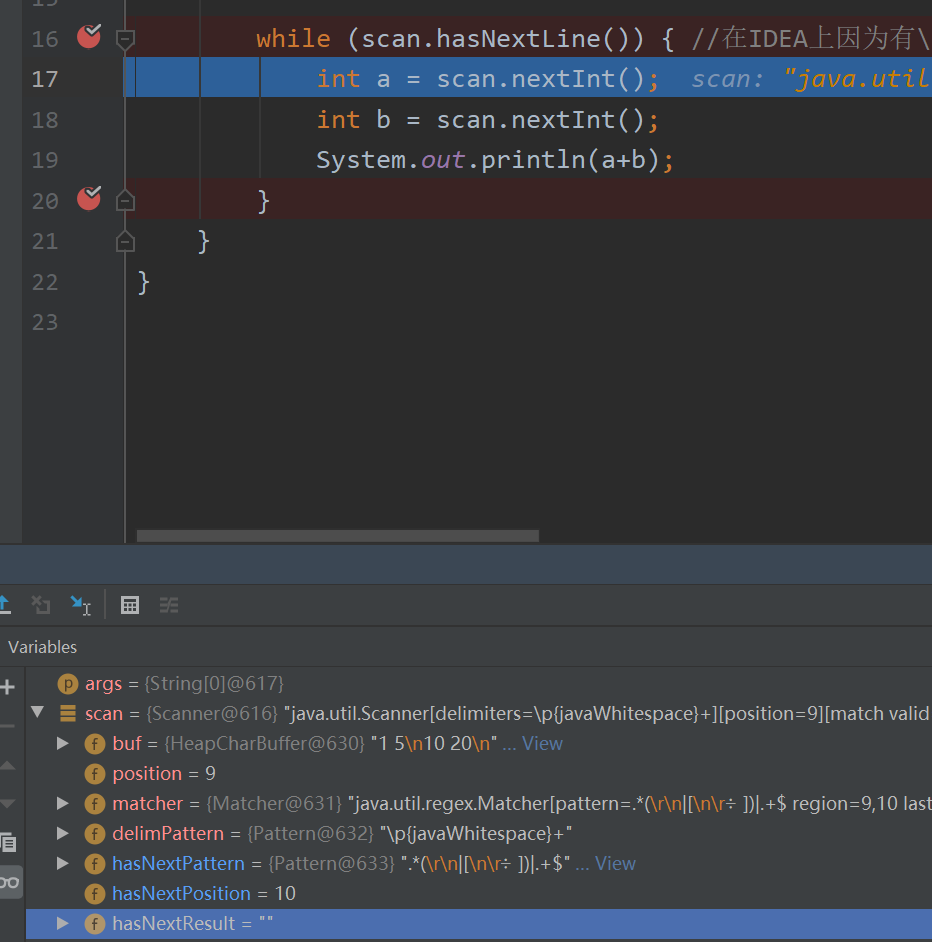 16 while (scan.hasNextLine()) { //在IDEA上因为有\
17 int a = scan.nextInt(); scan: "java.util
18 int b = scan.nextInt();
19 System.out.println(a+b);
20 }
21 }
22 }
23
Variables
args = {String[0]@617}
scan = {Scanner@616} "java.util.Scanner[delimiters=\p{javaWhitespace}+][position=9][match valid
buf = {HeapCharBuffer@630} "1 5\n10 20\n" ... View
position = 9
matcher = {Matcher@631} "java.util.regex.Matcher[pattern=.*(\r\n|[\n\r÷ ])|.+$ region=9,10 last
delimPattern = {Pattern@632} "\p{javaWhitespace}+"
hasNextPattern = {Pattern@633} ".*(\r\n|[\n\r÷ ])|.+$" ... View
hasNextPosition = 10
hasNextResult = ""